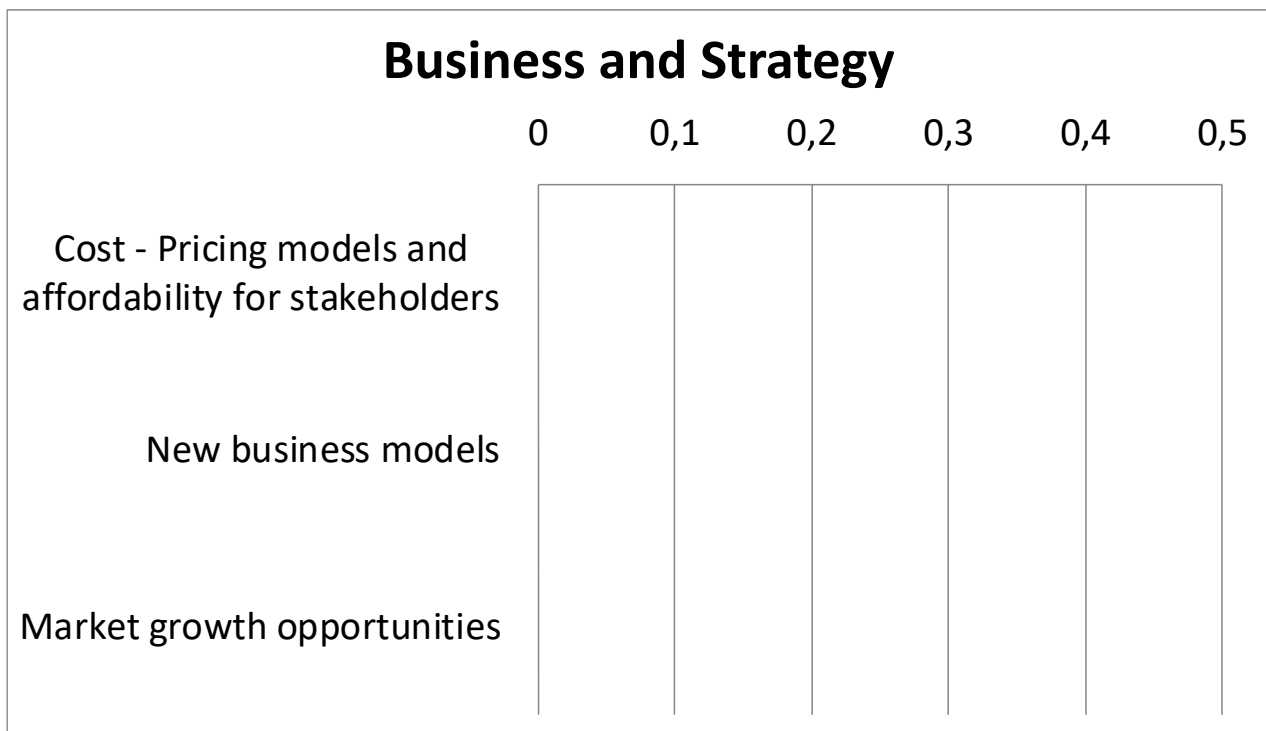 Business and Strategy
0 0,1 0,2 0,3 0,4 0,5
Cost - Pricing models and
affordability for stakeholders
New business models
Market growth opportunities